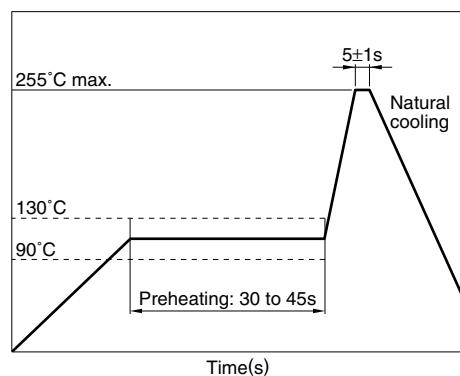 5±1s
255˚C max.
Natural
cooling
130˚C
90˚C
Preheating: 30 to 45s
Time(s)